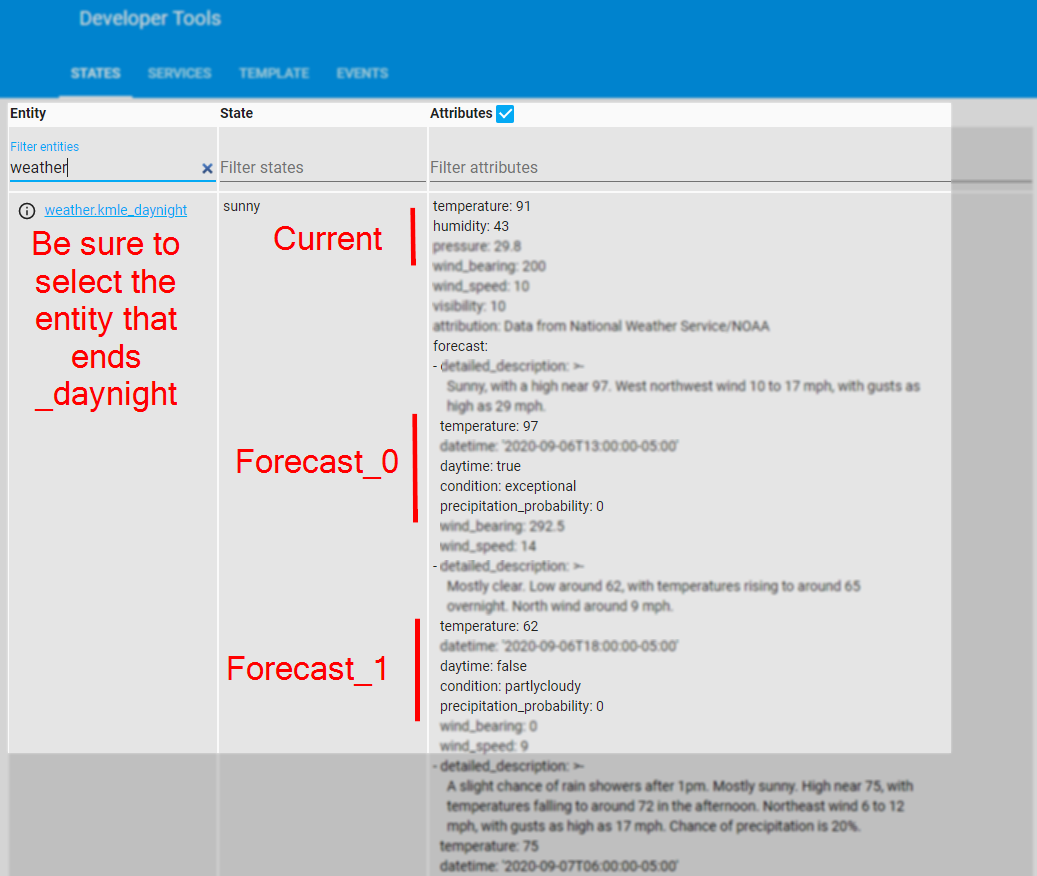 Developer Tools
STATES SERVICES TEMPLATE EVENTS
Entity State Attributes
Filter entities
weather Filter states Filter attributes
weather.kmle_daynight sunny temperature: 91
humidity: 43
Be sure to
select the
entity that
ends
_daynight
Current
pressure: 29.8
wind_bearing: 200
wind_speed: 10
visibility: 10
attribution: Data from National Weather Service/NOAA
forecast:
- detailed_description: >-
Sunny, with a high near 97. West northwest wind 10 to 17 mph, with gusts as
high as 29 mph.
Forecast_0
temperature: 97
datetime: '2020-09-06T13:00:00-05:00'
daytime: true
condition: exceptional
precipitation_probability: 0
wind_bearing: 292.5
wind_speed: 14
- detailed_description: >-
Mostly clear. Low around 62, with temperatures rising to around 65
overnight. North wind around 9 mph.
Forecast_1
temperature: 62
datetime: '2020-09-06T18:00:00-05:00'
daytime: false
condition: partlycloudy
precipitation_probability: 0
wind_bearing: 0
wind_speed: 9
- detailed_description: >-
A slight chance of rain showers after 1pm. Mostly sunny. High near 75, with
temperatures falling to around 72 in the afternoon. Northeast wind 6 to 12
mph, with gusts as high as 17 mph. Chance of precipitation is 20%.
temperature: 75
datetime: '2020-09-07T06:00:00-05:00'